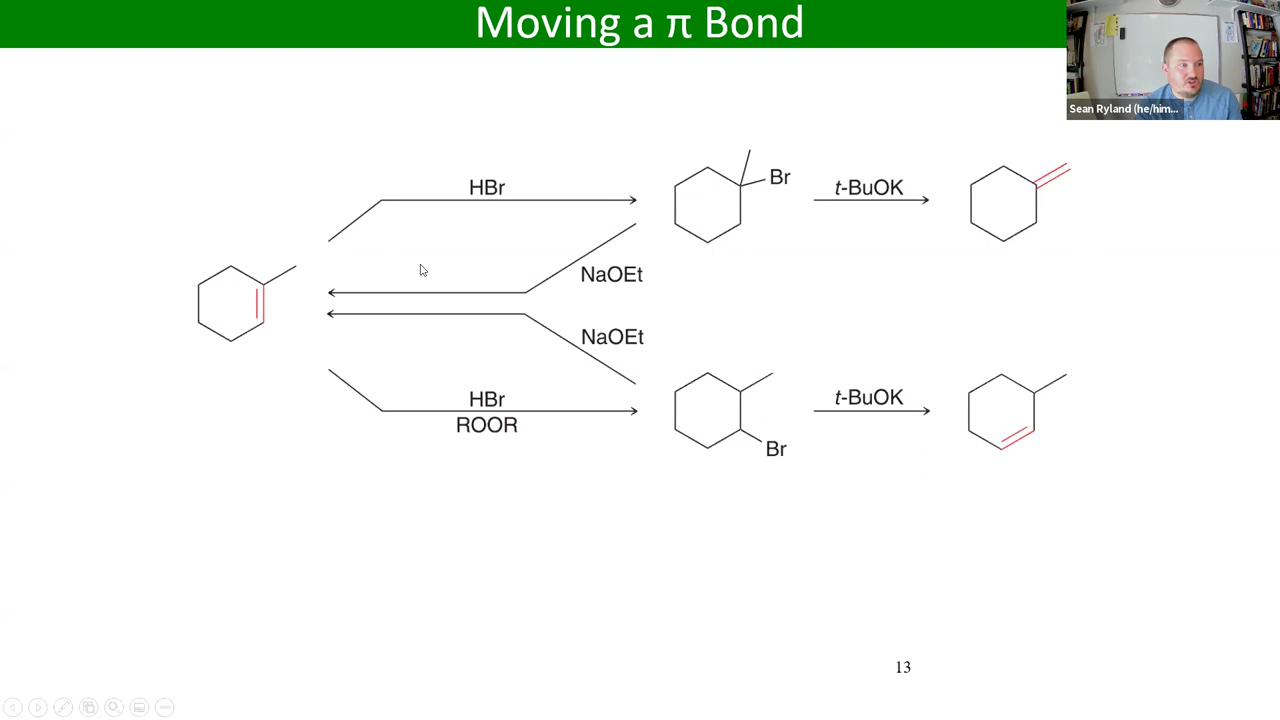 Moving a π Bond
Sean Ryland (he/him...
HBr
Br
t-BuOK
NaOEt
NaOEt
HBr
ROOR
Br
t-BuOK
13